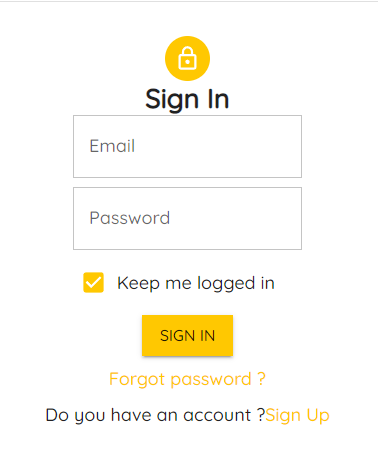 Sign In
Email
Password
Keep me logged in
SIGN IN
Forgot password ?
Do you have an account ?Sign Up